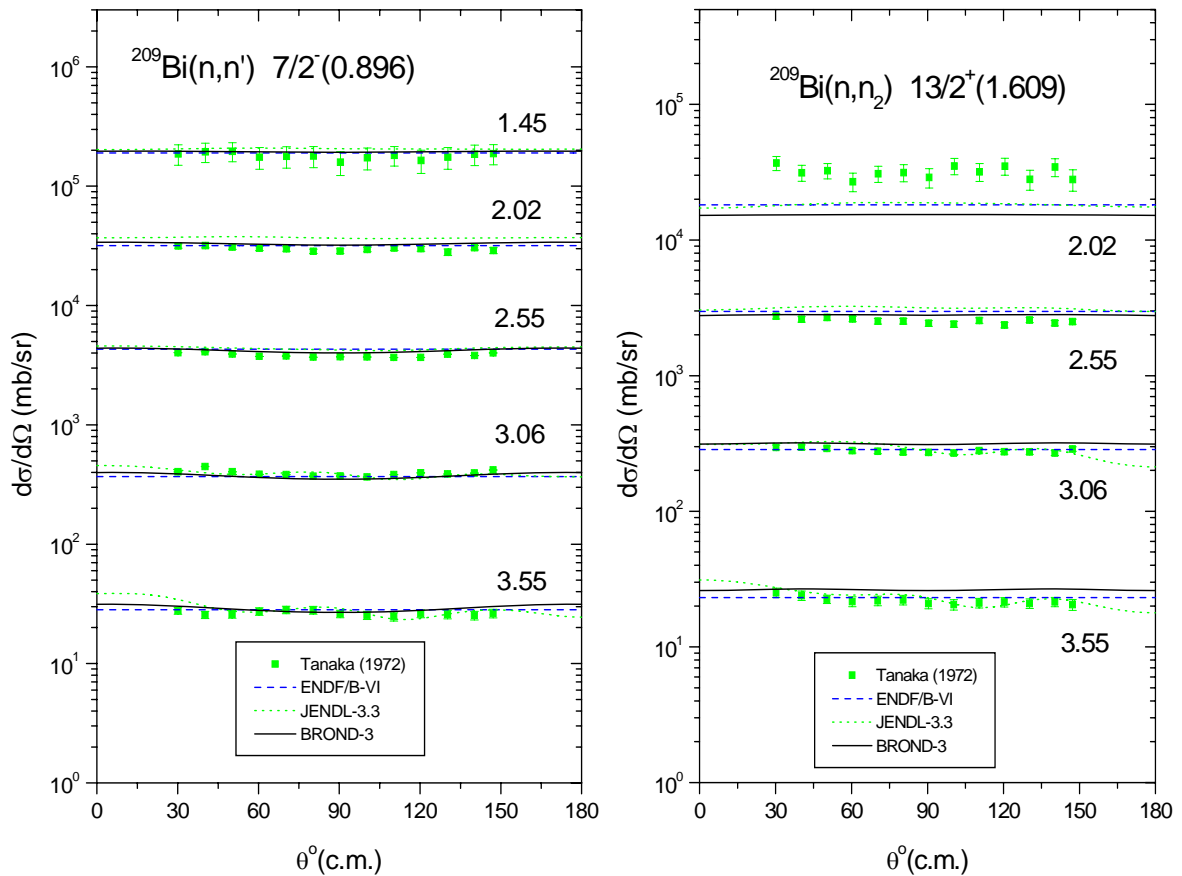 ²⁰⁹Bi(n,n') 7/2⁻(0.896)
10⁶
10⁵
10⁴
10³
10²
10¹
10⁰
dσ/dΩ (mb/sr)
1.45
2.02
2.55
3.06
3.55
Tanaka (1972)
ENDF/B-VI
JENDL-3.3
BROND-3
0 30 60 90 120 150 180
θ°(c.m.)
²⁰⁹Bi(n,n₂) 13/2⁺(1.609)
10⁵
10⁴
10³
10²
10¹
10⁰
dσ/dΩ (mb/sr)
2.02
2.55
3.06
3.55
Tanaka (1972)
ENDF/B-VI
JENDL-3.3
BROND-3
0 30 60 90 120 150 180
θ°(c.m.)